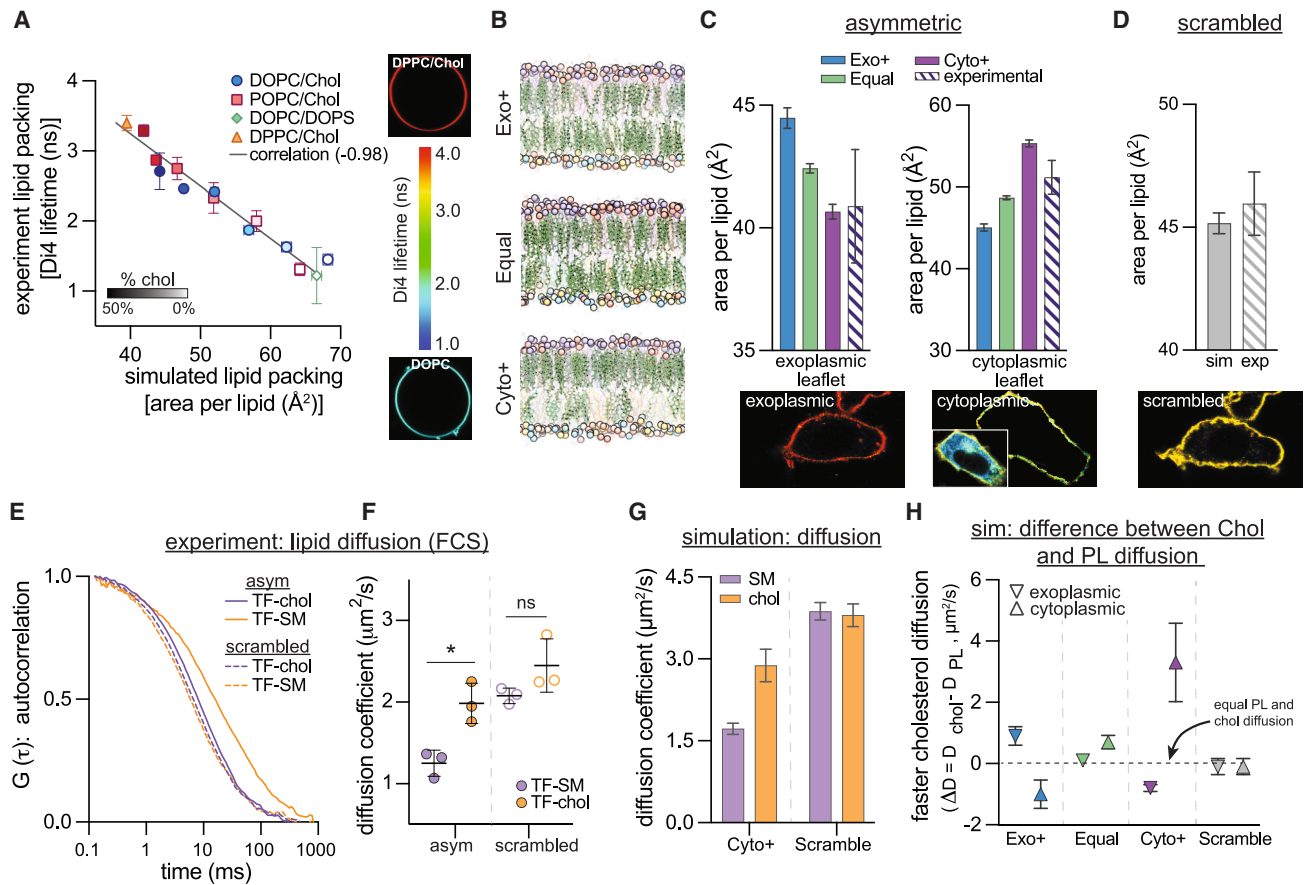 A
experiment lipid packing
[Di4 lifetime (ns)]
4
3
2
1
DOPC/Chol
POPC/Chol
DOPC/DOPS
DPPC/Chol
correlation (-0.98)
% chol
50% 0%
40 50 60 70
simulated lipid packing
[area per lipid (Å²)]
DPPC/Chol
Di4 lifetime (ns)
4.0
3.0
2.0
1.0
DOPC
B
Exo+
Equal
Cyto+
C
asymmetric
Exo+
Equal
Cyto+
experimental
area per lipid (Å²)
45
40
35
exoplasmic
leaflet
area per lipid (Å²)
60
50
40
30
cytoplasmic
leaflet
exoplasmic
cytoplasmic
D
scrambled
area per lipid (Å²)
50
45
40
sim exp
scrambled
E
experiment: lipid diffusion (FCS)
G (τ): autocorrelation
1.0
0.5
0.0
asym
TF-chol
TF-SM
scrambled
TF-chol
TF-SM
0.1 1 10 100 1000
time (ms)
F
diffusion coefficient (μm²/s)
3
2
1
*
ns
TF-SM
TF-chol
asym scrambled
G
simulation: diffusion
diffusion coefficient (μm²/s)
4.5
3.0
1.5
0.0
SM
chol
Cyto+ Scramble
H
sim: difference between Chol
and PL diffusion
faster cholesterol diffusion
(ΔD = D chol - D PL, μm²/s)
6
4
2
0
-2
exoplasmic
cytoplasmic
equal PL and
chol diffusion
Exo+ Equal Cyto+ Scramble